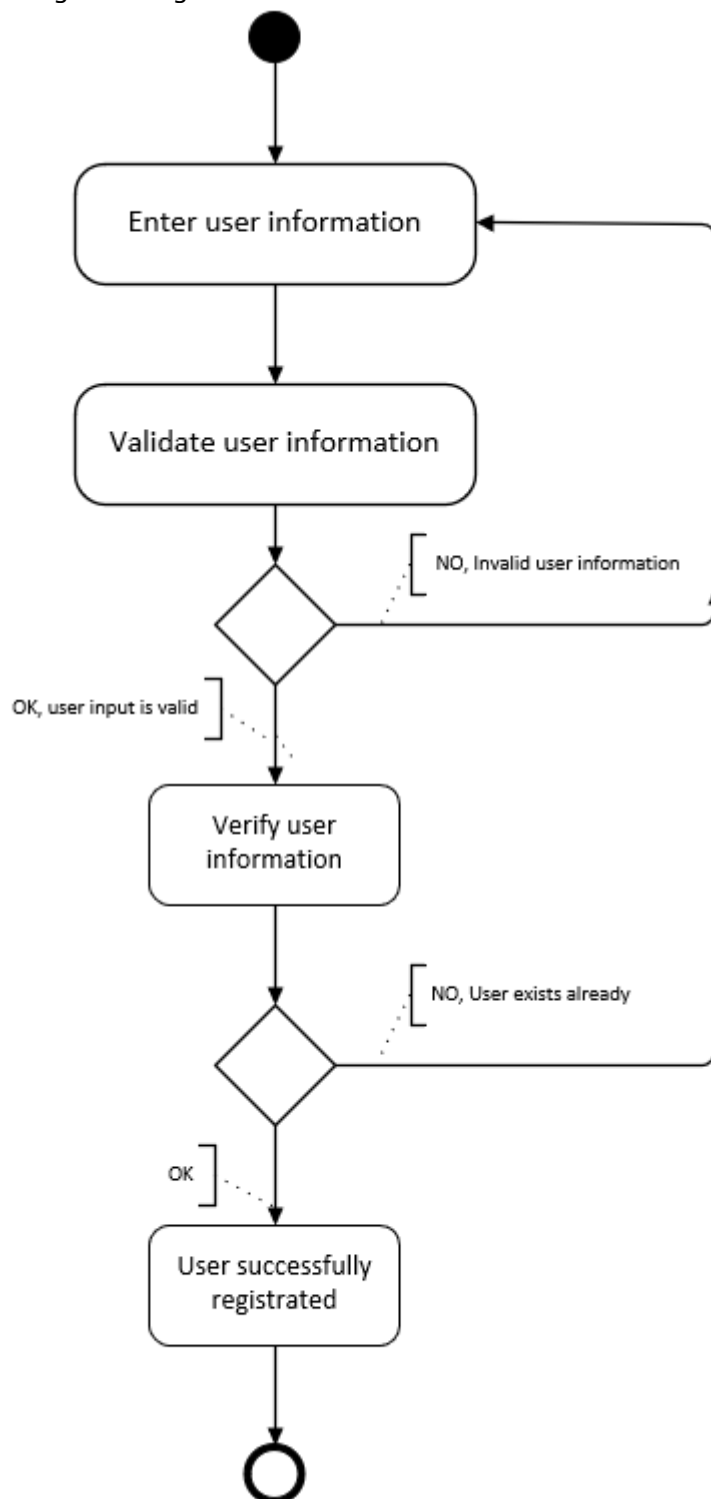 Enter user information
Validate user information
NO, Invalid user information
OK, user input is valid
Verify user
information
NO, User exists already
OK
User successfully
registrated